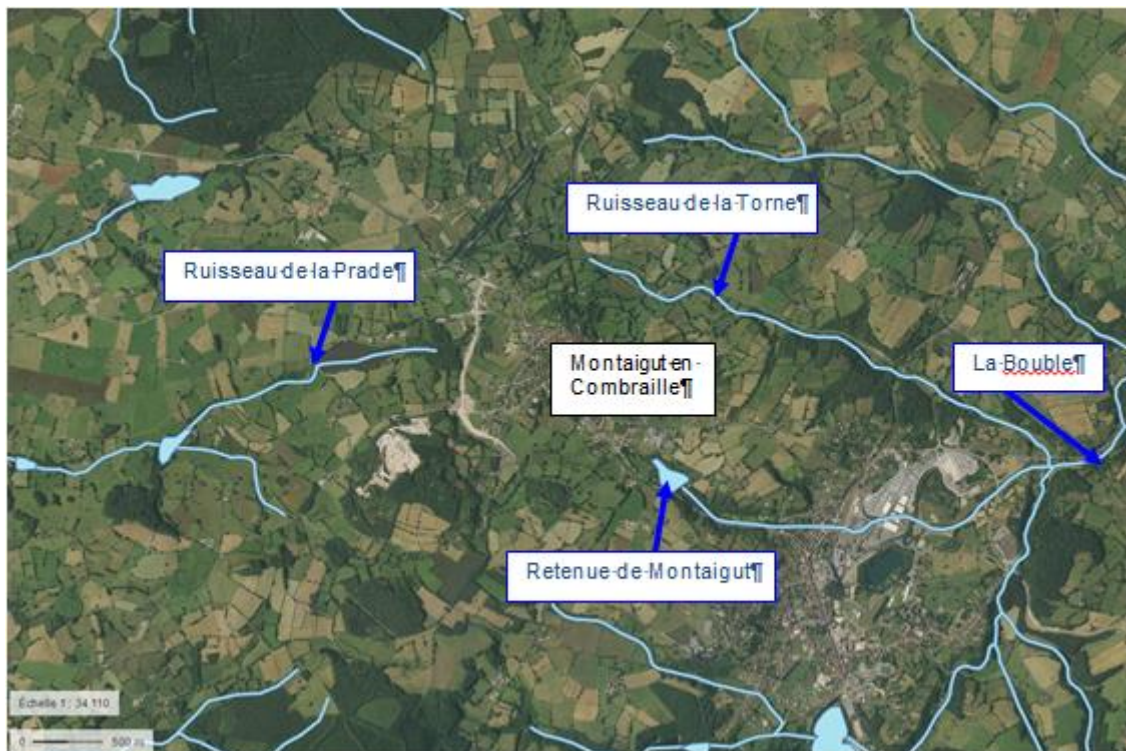 Ruisseau·de·la·Torne¶
Ruisseau·de·la·Prade¶
Montaigut·en·
Combraille¶
La·Bouble¶
Retenue·de·Montaigut¶
Échelle 1 : 34 110
0 500 m